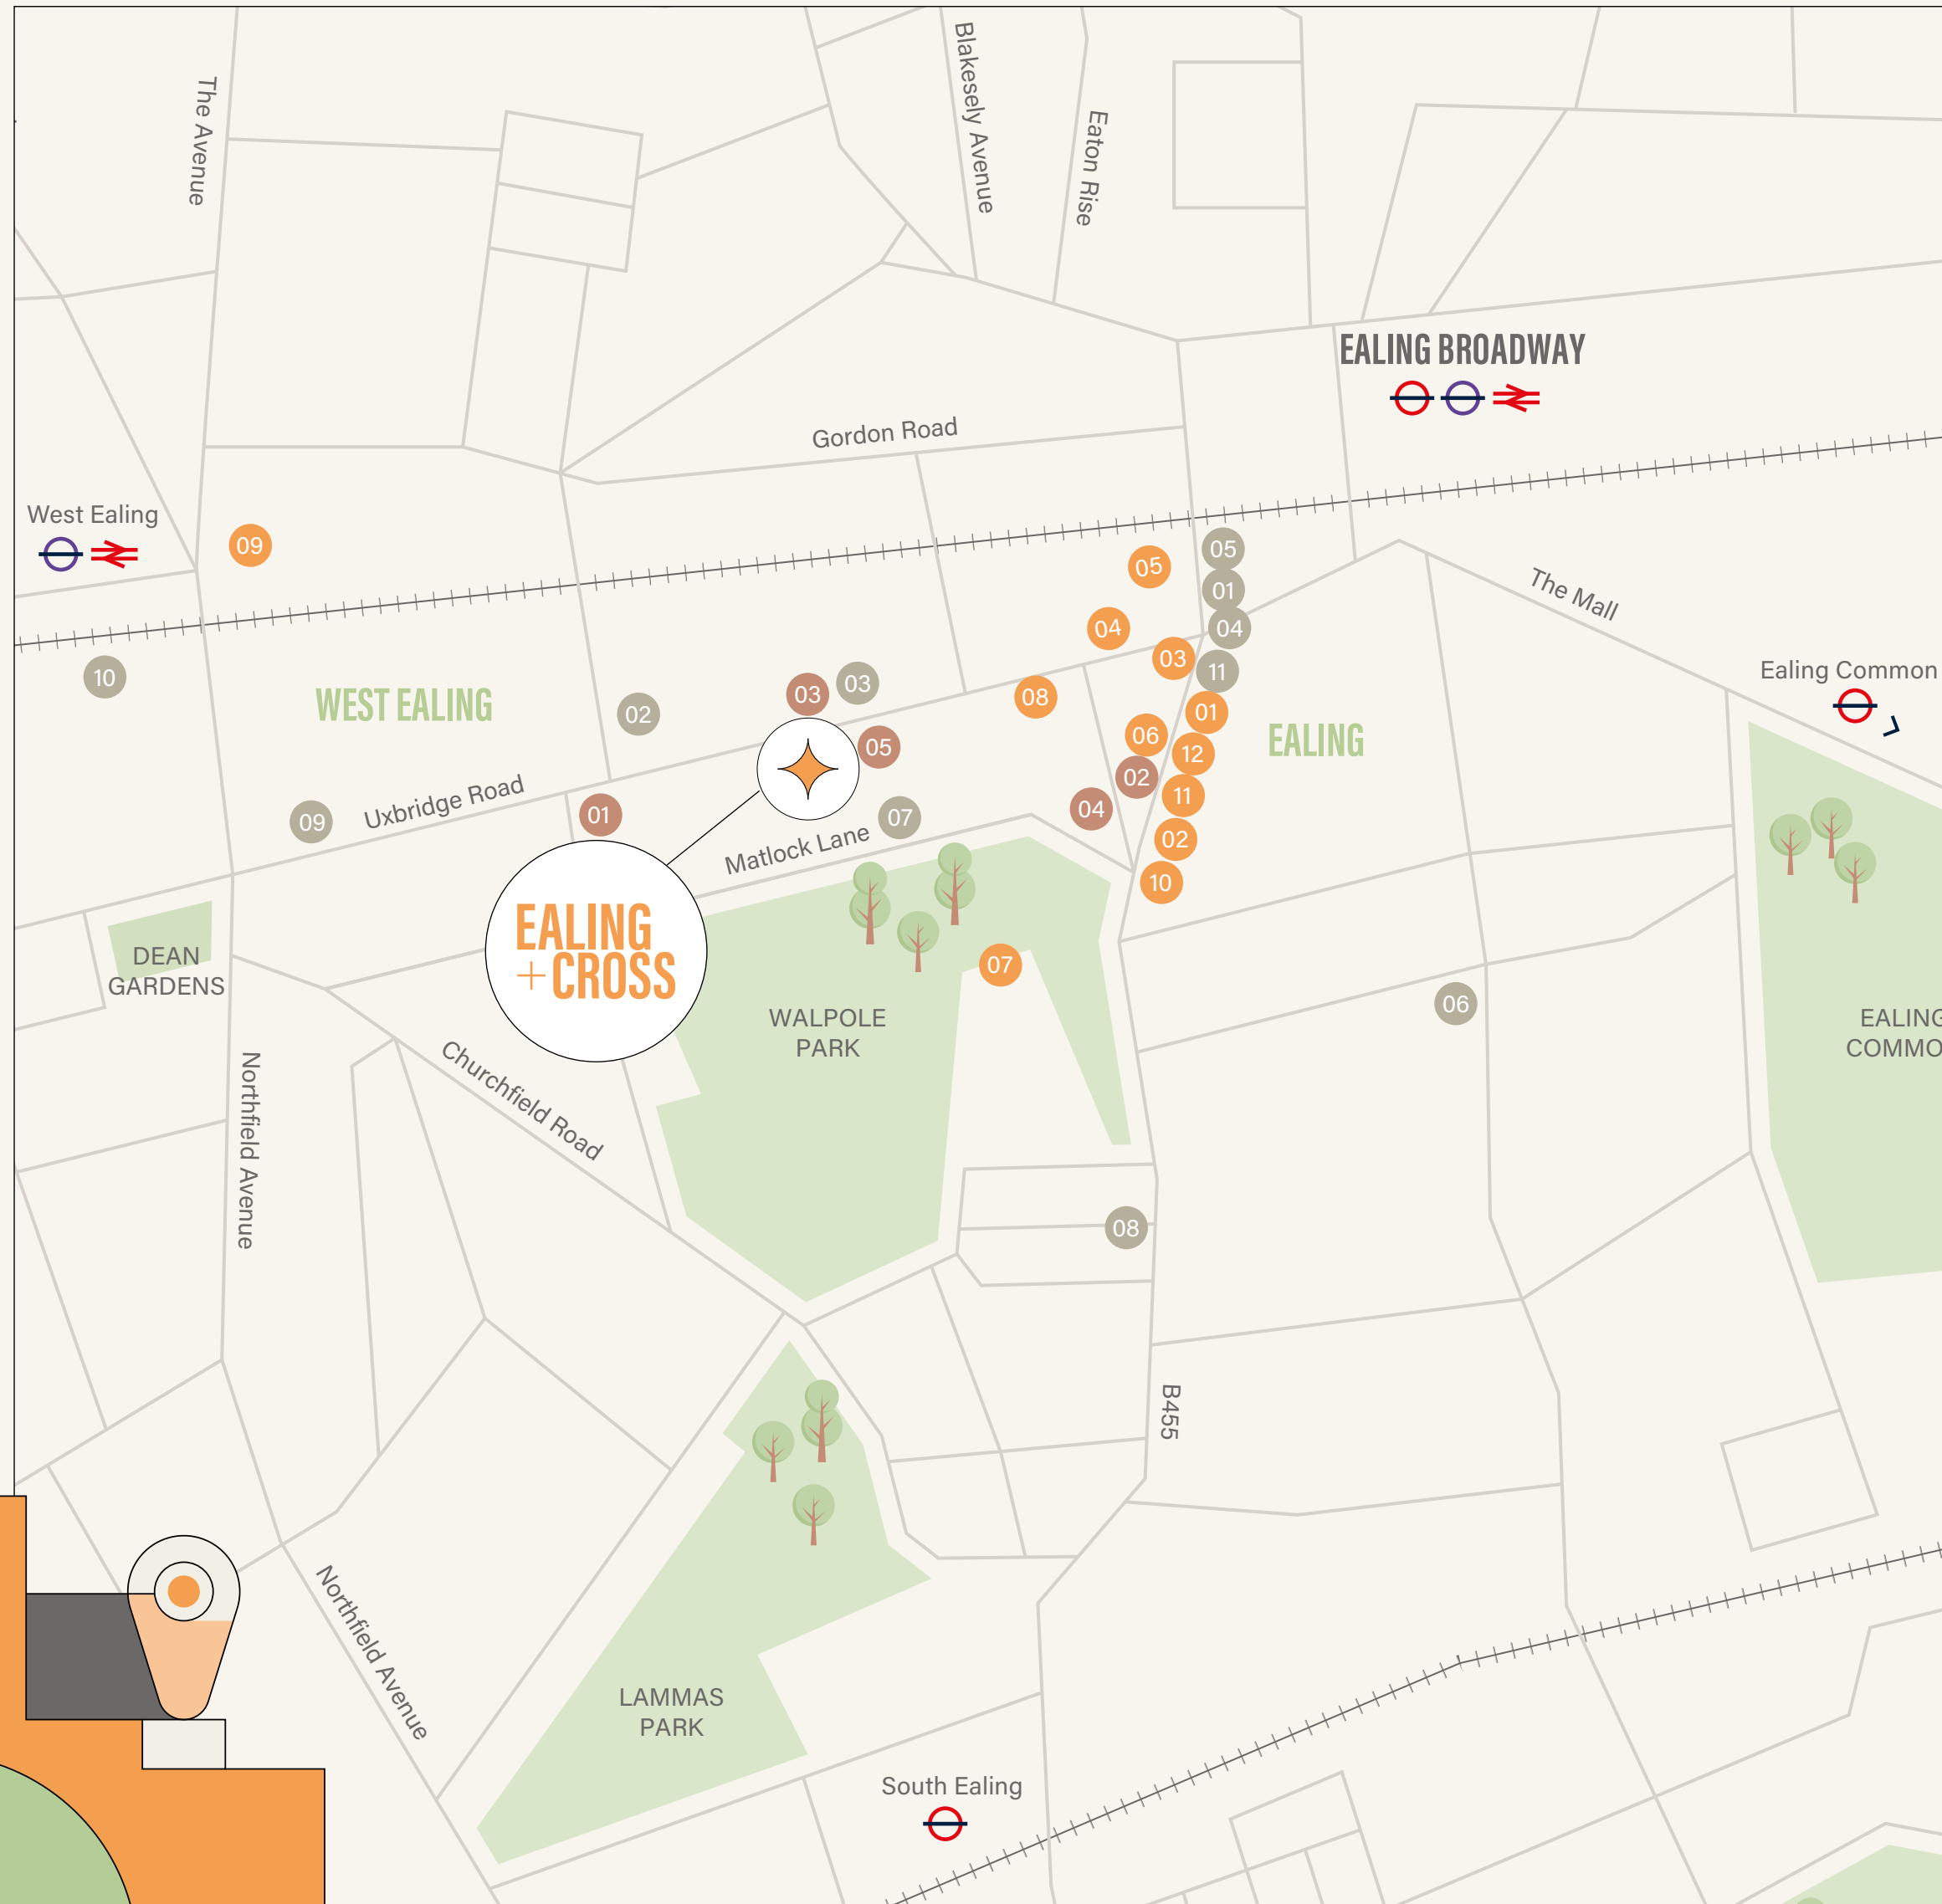 The Avenue
Blakesely Avenue
Eaton Rise
EALING BROADWAY
Gordon Road
West Ealing
09
05
05
01
04
04
03
11
The Mall
Ealing Common
10
WEST EALING
02
03
03
08
01
EALING
06
12
05
02
11
04
02
10
Uxbridge Road
09
01
07
Matlock Lane
EALING
+CROSS
DEAN
GARDENS
07
WALPOLE
PARK
06
EALING
COMMO
Churchfield Road
Northfield Avenue
08
B455
Northfield Avenue
LAMMAS
PARK
South Ealing